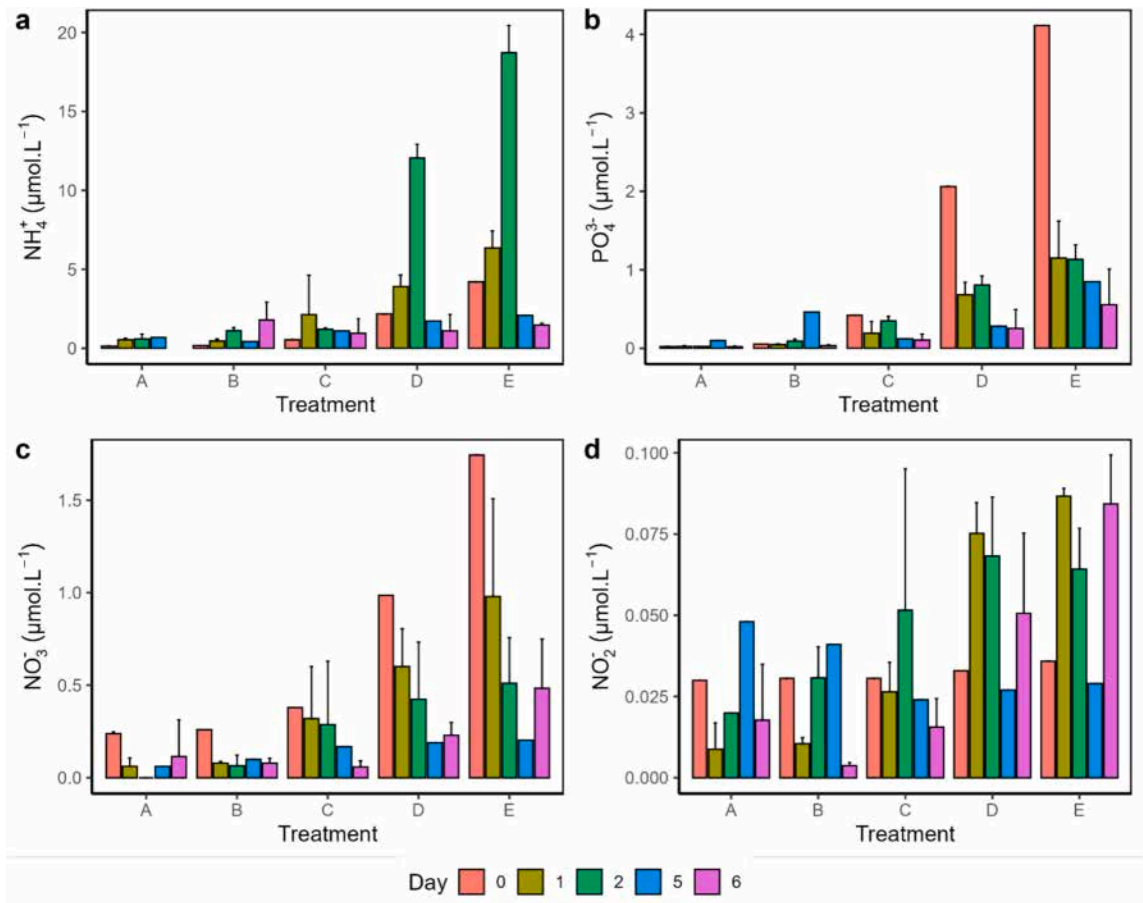 a
NH₄⁺ (μmol.L⁻¹)
20
15
10
5
0
A B C D E
Treatment
b
PO₄³⁻ (μmol.L⁻¹)
4
3
2
1
0
A B C D E
Treatment
c
NO₃⁻ (μmol.L⁻¹)
1.5
1.0
0.5
0.0
A B C D E
Treatment
d
NO₂⁻ (μmol.L⁻¹)
0.100
0.075
0.050
0.025
0.000
A B C D E
Treatment
Day 0 1 2 5 6